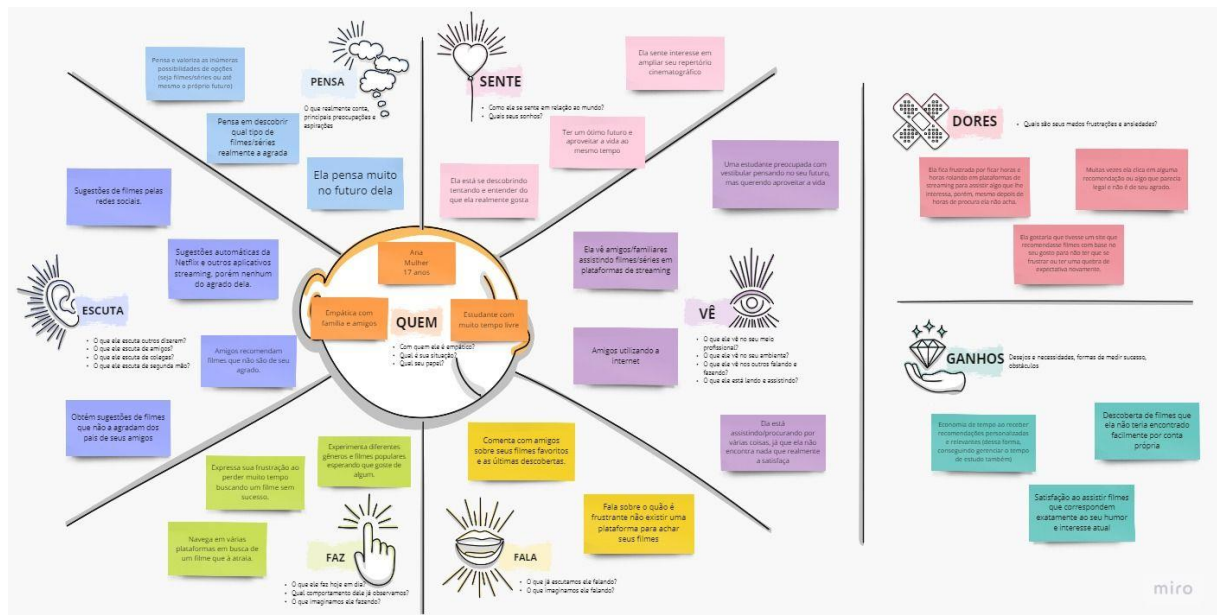 Pensa e valoriza as inúmeras
possibilidades de opções
(seja filmes/séries ou até
mesmo o próprio futuro)
PENSA
O que realmente conta,
principais preocupações e
aspirações
Pensa em descobrir
qual tipo de
filmes/séries
realmente a agrada
Ela pensa muito
no futuro dela
SENTE
• Como ele se sente em relação ao mundo?
• Quais seus sonhos?
Ela sente interesse em
ampliar seu repertório
cinematográfico
Ter um ótimo futuro e
aproveitar a vida ao
mesmo tempo
Ela está se descobrindo
tentando e entender do
que ela realmente gosta
Sugestões de filmes pelas
redes sociais.
Sugestões automáticas da
Netflix e outros aplicativos
streaming, porém nenhum
do agrado dela.
ESCUTA
• O que ele escuta outros dizerem?
• O que ele escuta de amigos?
• O que ele escuta de colegas?
• O que ele escuta de segunda mão?
Amigos recomendam
filmes que não são de seu
agrado.
Obtém sugestões de filmes
que não a agradam dos
pais de seus amigos
Aria
Mulher
17 anos
Empática com
família e amigos
QUEM
• Com quem ele é empático?
• Qual é sua situação?
• Qual seu papel?
Estudante com
muito tempo livre
Uma estudante preocupada com
vestibular pensando no seu futuro,
mas querendo aproveitar a vida
Ela vê amigos/familiares
assistindo filmes/séries em
plataformas de streaming
VÊ
• O que ele vê no seu meio
profissional?
• O que ele vê no seu ambiente?
• O que ele vê nos outros falando e
fazendo?
• O que ele está lendo e assistindo?
Amigos utilizando a
internet
Ela está
assistindo/procurando por
várias coisas. já que ela não
encontra nada que realmente
a satisfaça
Experimenta diferentes
gêneros e filmes populares
esperando que goste de
algum.
Expressa sua frustração ao
perder muito tempo
buscando um filme sem
sucesso.
Navega em várias
plataformas em busca de
um filme que à atraia.
FAZ
• O que ele faz hoje em dia?
• Qual comportamento dele já observamos?
• O que imaginamos ele fazendo?
Comenta com amigos
sobre seus filmes favoritos
e as últimas descobertas.
Fala sobre o quão é
frustrante não existir uma
plataforma para achar
seus filmes
FALA
• O que já escutamos ele falando?
• O que imaginamos ele falando?
DORES
• Quais são seus medos frustrações e ansiedades?
Ela fica frustrada por ficar horas e
horas rolando em plataformas de
streaming para assistir algo que lhe
interessa, porém, mesmo depois de
horas de procura ela não acha.
Muitas vezes ela clica em alguma
recomendação ou algo que parecia
legal e não é de seu agrado.
Ela gostaria que tivesse um site que
recomendasse filmes com base no
seu gosto para não ter que se
frustrar ou ter uma quebra de
expectativa novamente.
GANHOS
Desejos e necessidades, formas de medir sucesso,
obstáculos
Economia de tempo ao receber
recomendações personalizadas e
relevantes (dessa forma,
conseguindo gerenciar o tempo
de estudo também)
Descoberta de filmes que
ela não teria encontrado
facilmente por conta
própria
Satisfação ao assistir filmes
que correspondem
exatamente ao seu humor
e interesse atual
miro